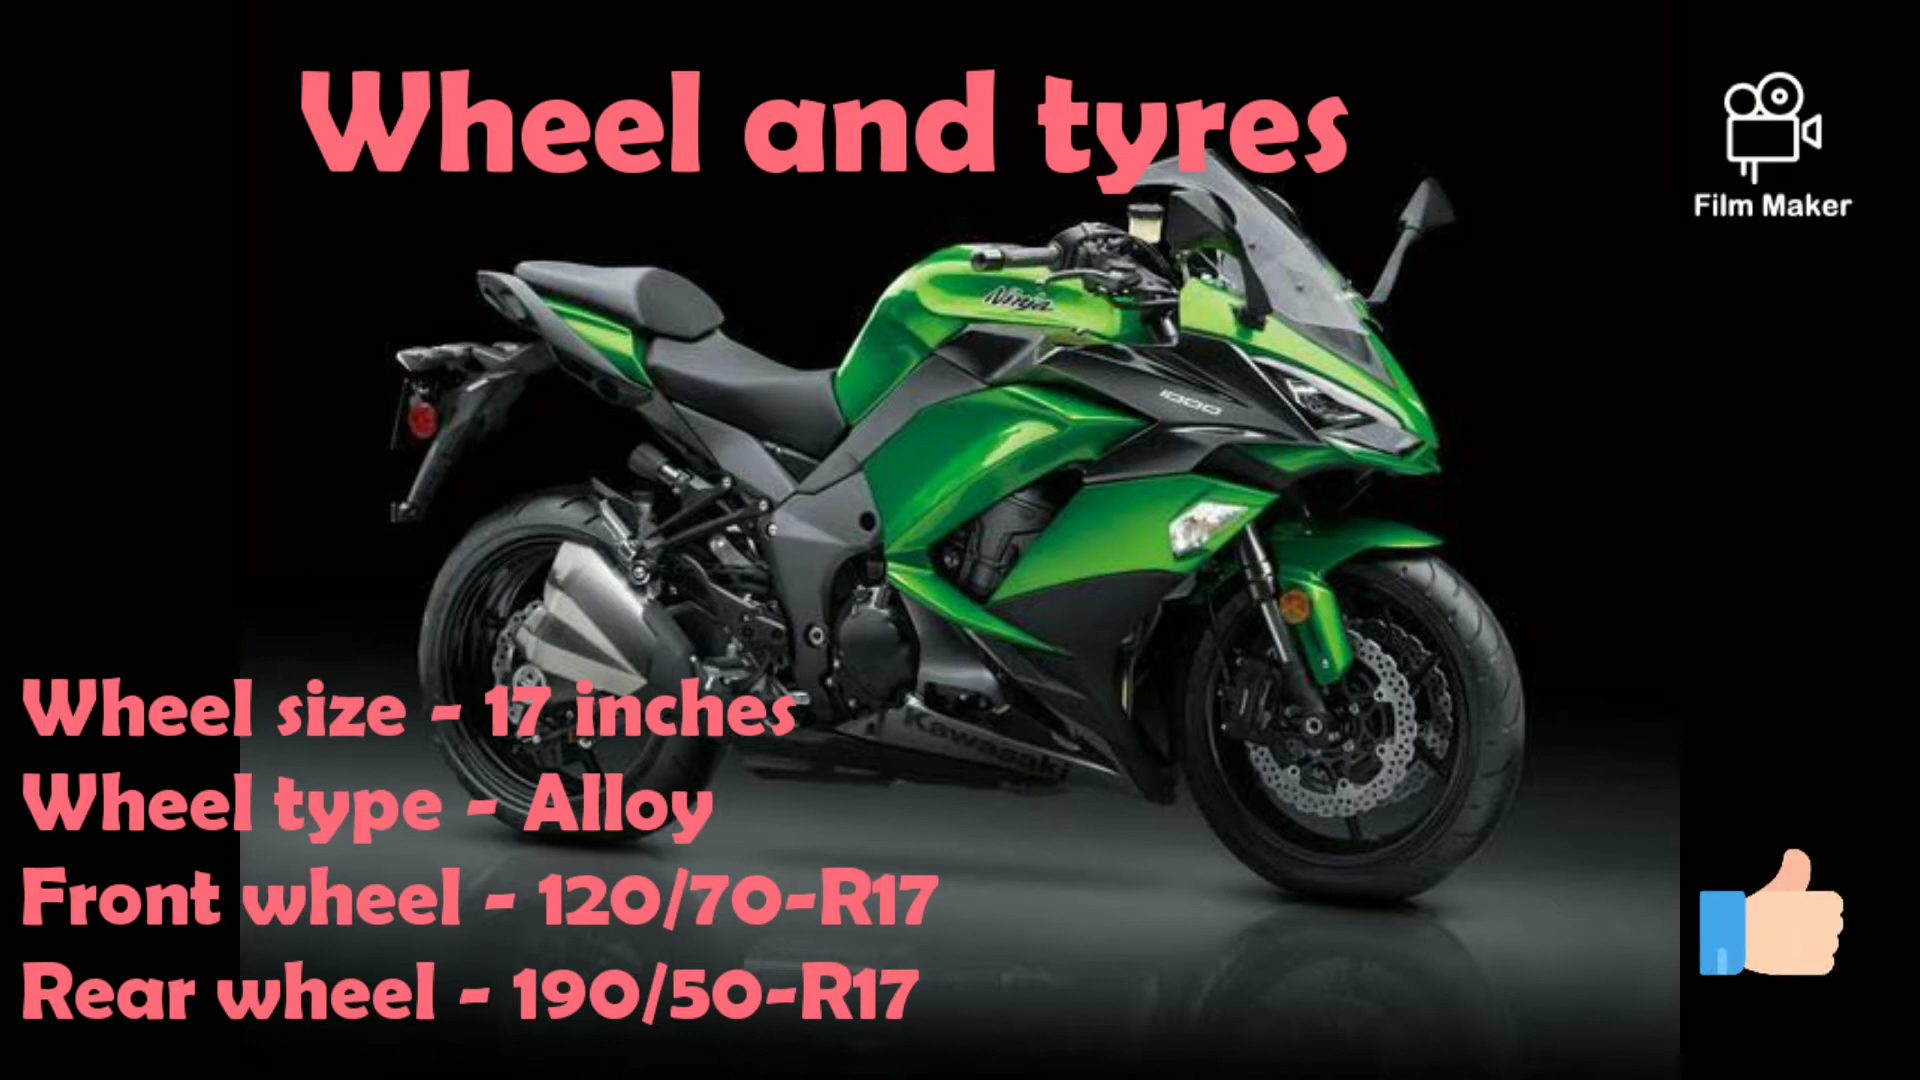 Wheel and tyres
Film Maker
Ninja
1000
Kawasaki
Wheel size - 17 inches
Wheel type - Alloy
Front wheel - 120/70-R17
Rear wheel - 190/50-R17